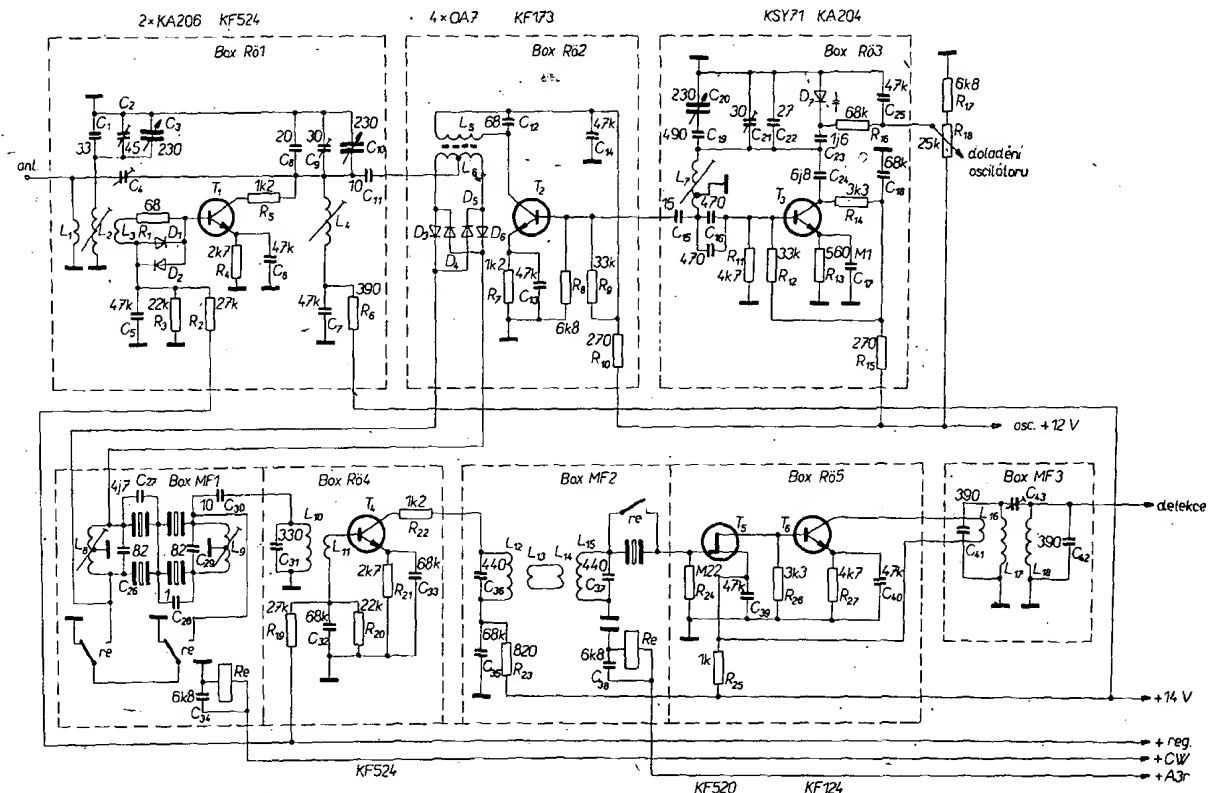 2×KA206 KF524
4×OA7 KF173
KSY71 KA204
Box Rö1
Box Rö2
Box Rö3
ant.
C1
33
C2
45
C3
230
C4
20
C8
30
C9
230
C10
10
C11
L1
L2
L3
68
R1
D1
D2
T1
1k2
R5
2k7
R4
47k
C6
L4
47k
C5
22k
R3
R2
27k
47k
C7
390
R6
L5
L6
68
C12
47k
C14
D3
D4
D5
D6
T2
1k2
R7
47k
C13
R8
6k8
33k
R9
270
R10
230
C20
490
C19
30
C21
27
C22
D7
68k
R16
1j6
C23
47k
C25
6k8
R17
R18
25k
doladění
oscilátoru
L7
6j8
C24
68k
C18
15
C15
470
C16
470
T3
3k3
R14
R11
4k7
33k
R12
560
R13
M1
C17
270
R15
osc. +12 V
Box MF1
Box Rö4
Box MF2
Box Rö5
Box MF3
4j7
C27
10
C30
L8
82
C26
82
C29
L9
1
C28
re
re
6k8
C34
Re
L10
330
C31
L11
T4
1k2
R22
2k7
R21
68k
C33
27k
R19
68k
C32
22k
R20
L12
L13
L14
L15
440
C36
440
C37
re
68k
C35
820
R23
6k8
C38
Re
T5
T6
M22
R24
47k
C39
3k3
R26
4k7
R27
47k
C40
1k
R25
390
C41
L16
C43
L17
L18
390
C42
detekce
+14 V
+reg.
+CW
+A3r
KF524
KF520
KF124